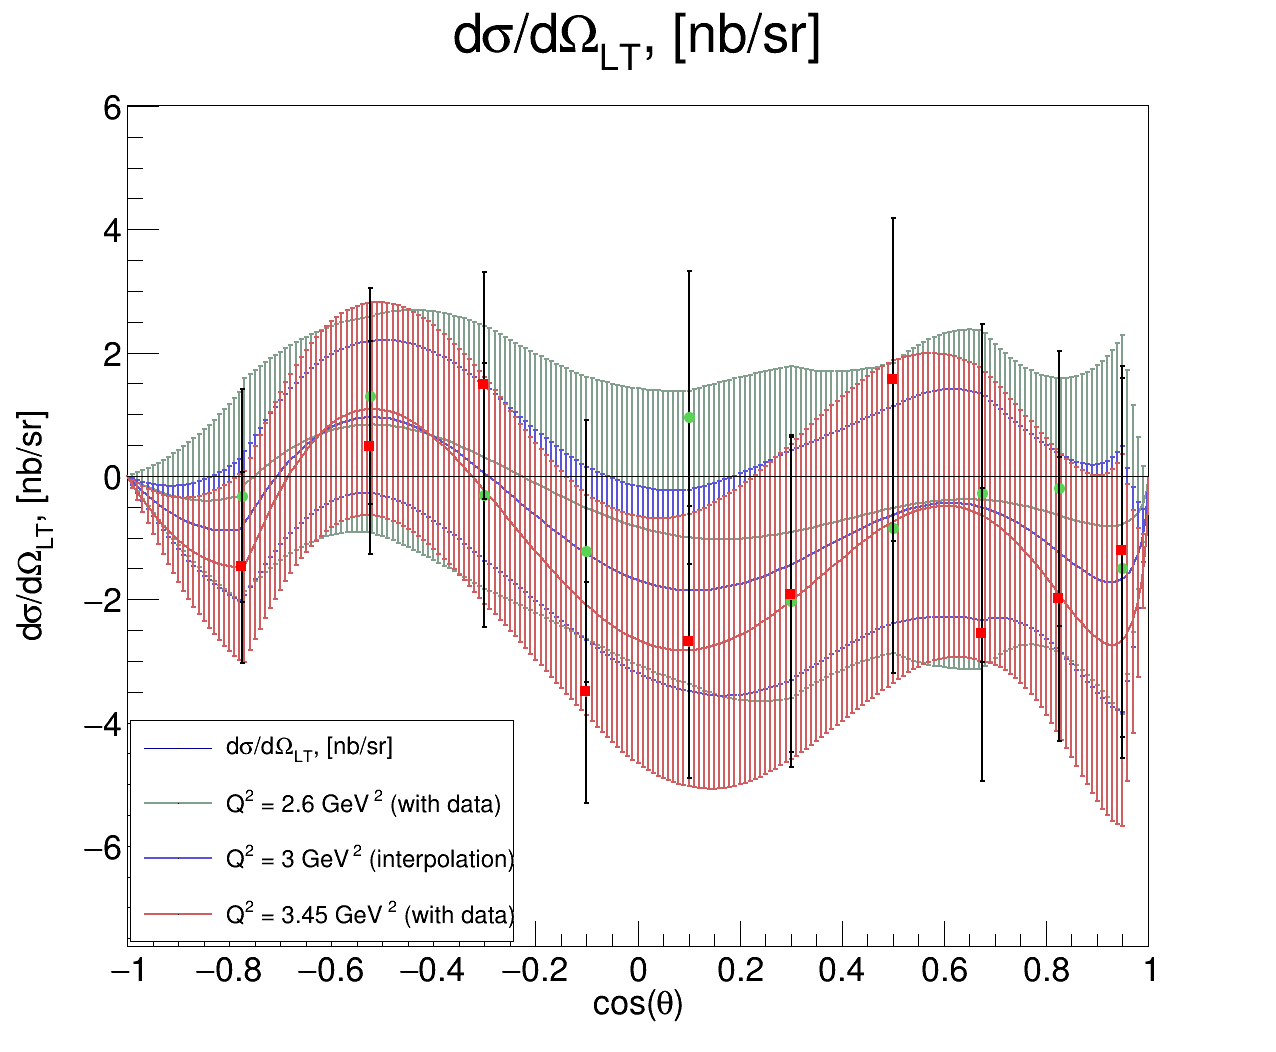 dσ/dΩ_LT, [nb/sr]
6
4
2
0
−2
−4
−6
dσ/dΩ_LT, [nb/sr]
dσ/dΩ_LT, [nb/sr]
Q² = 2.6 GeV² (with data)
Q² = 3 GeV² (interpolation)
Q² = 3.45 GeV² (with data)
−1 −0.8 −0.6 −0.4 −0.2 0 0.2 0.4 0.6 0.8 1
cos(θ)